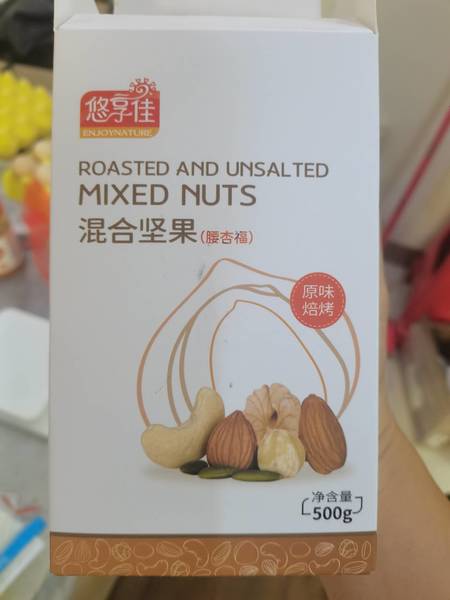 悠享佳
ENJOYNATURE
ROASTED AND UNSALTED
MIXED NUTS
混合坚果(腰杏福)
原味
焙烤
净含量
500g